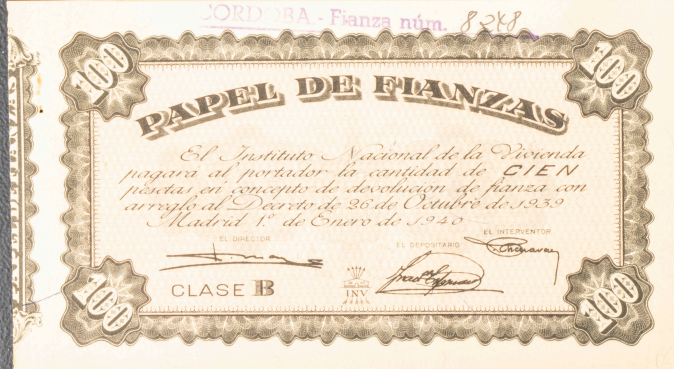 CORDOBA.-Fianza núm. 8248
100 100
PAPEL DE FIANZAS
El Instituto Nacional de la Vivienda
pagará al portador la cantidad de CIEN
pesetas en concepto de devolución de fianza con
arreglo al Decreto de 26 de Octubre de 1939
Madrid 1º de Enero de 1940
EL DIRECTOR EL DEPOSITARIO EL INTERVENTOR
CLASE B
INV
100 100